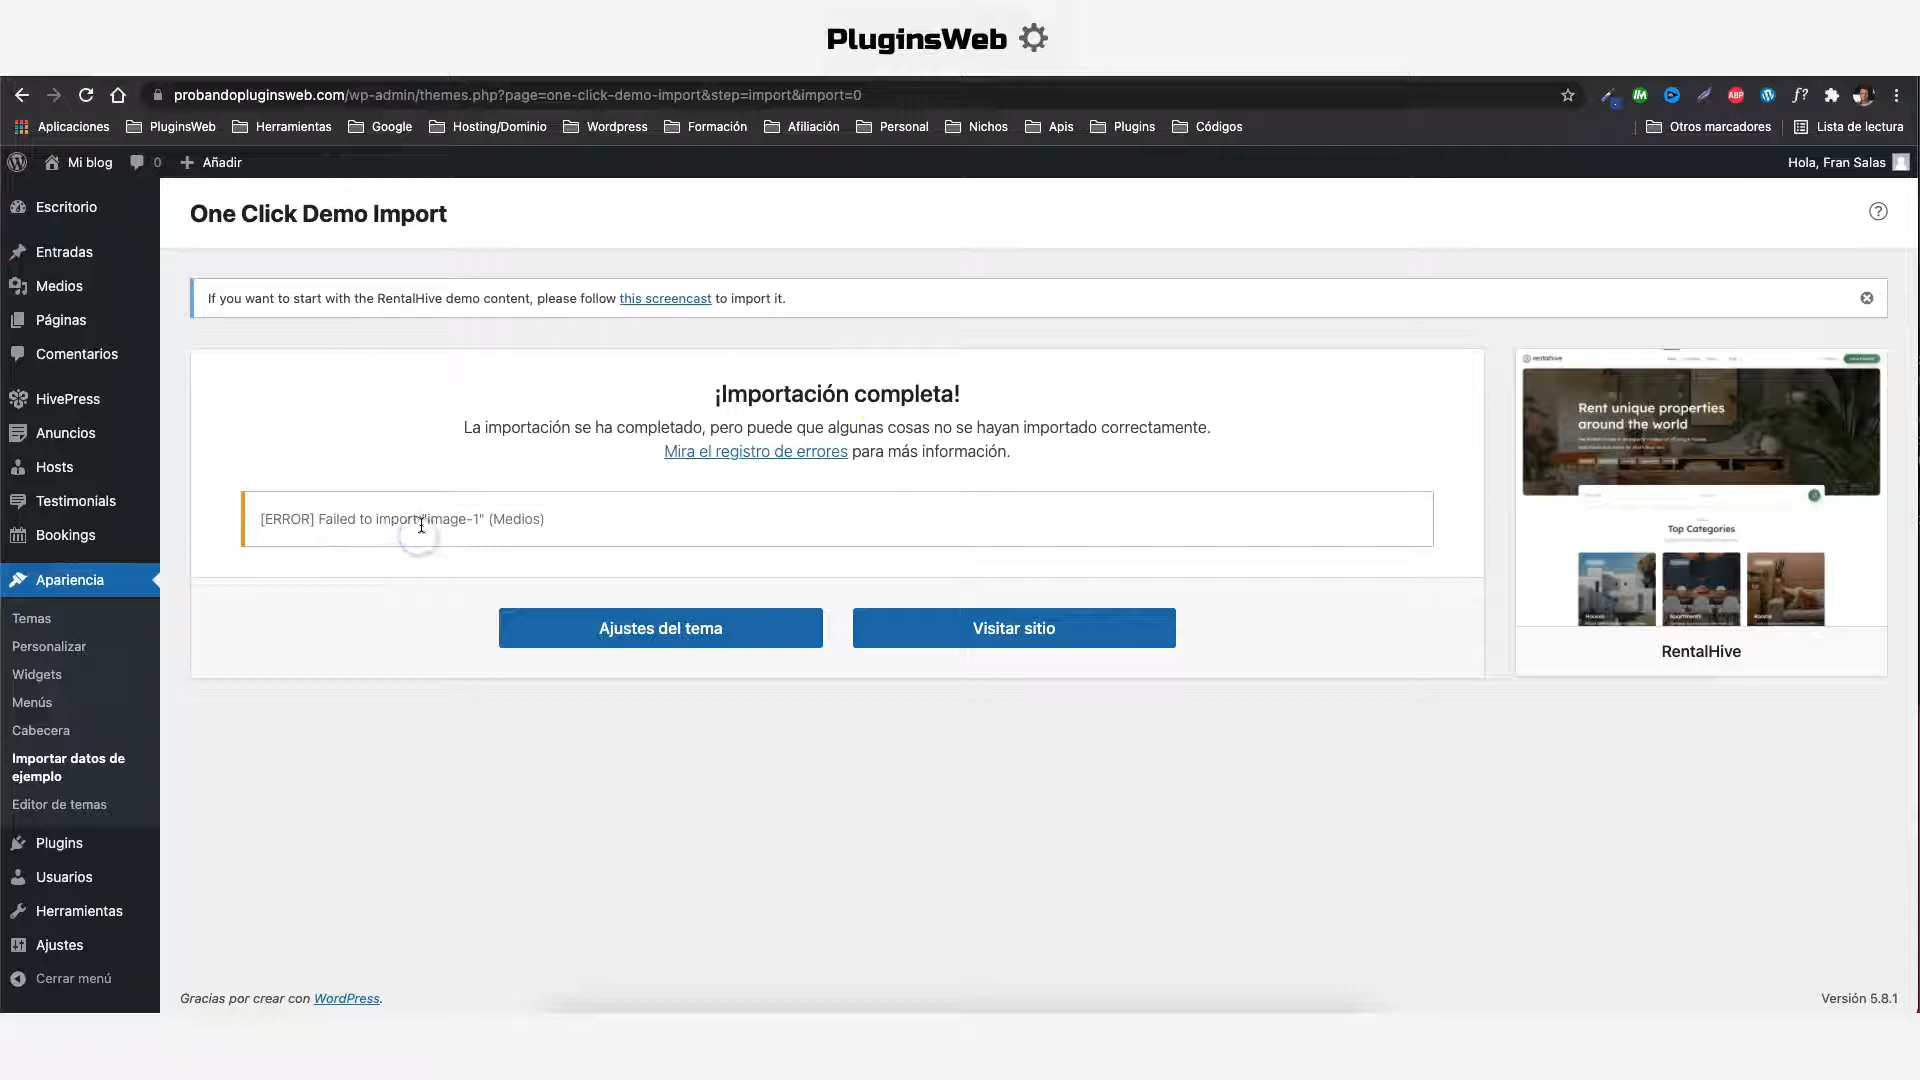 PluginsWeb
probandopluginsweb.com/wp-admin/themes.php?page=one-click-demo-import&step=import&import=0
ABP
f?
Aplicaciones PluginsWeb Herramientas Google Hosting/Dominio Wordpress Formación Afiliación Personal Nichos Apis Plugins Códigos Otros marcadores Lista de lectura
Mi blog 0 Añadir Hola, Fran Salas
Escritorio
Entradas
Medios
Páginas
Comentarios
HivePress
Anuncios
Hosts
Testimonials
Bookings
Apariencia
Temas
Personalizar
Widgets
Menús
Cabecera
Importar datos de
ejemplo
Editor de temas
Plugins
Usuarios
Herramientas
Ajustes
Cerrar menú
One Click Demo Import
If you want to start with the RentalHive demo content, please follow this screencast to import it.
¡Importación completa!
La importación se ha completado, pero puede que algunas cosas no se hayan importado correctamente.
Mira el registro de errores para más información.
[ERROR] Failed to import "image-1" (Medios)
Ajustes del tema
Visitar sitio
rentalhive
Rent unique properties
around the world
Top Categories
Houses Apartments Rooms
RentalHive
Gracias por crear con WordPress.
Versión 5.8.1